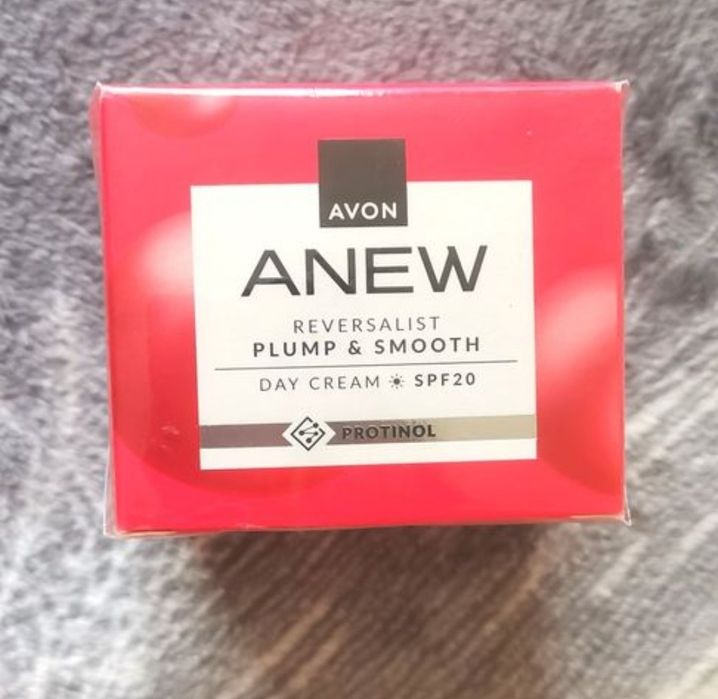 AVON
ANEW
REVERSALIST
PLUMP & SMOOTH
DAY CREAM ☀ SPF20
PROTINOL